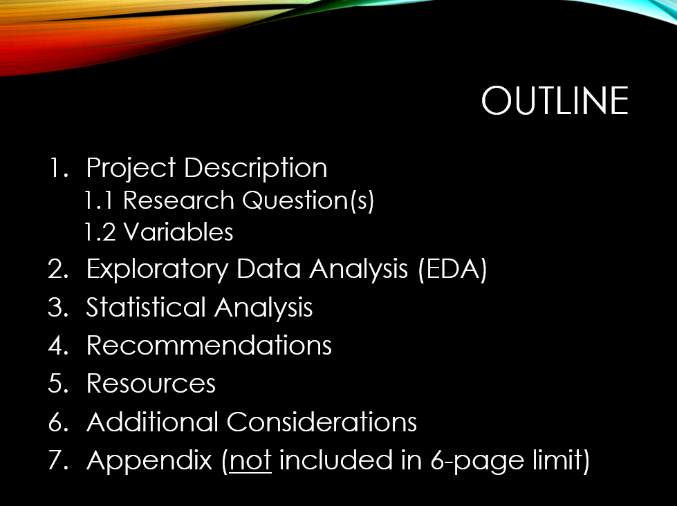 OUTLINE
1. Project Description
1.1 Research Question(s)
1.2 Variables
2. Exploratory Data Analysis (EDA)
3. Statistical Analysis
4. Recommendations
5. Resources
6. Additional Considerations
7. Appendix (not included in 6-page limit)